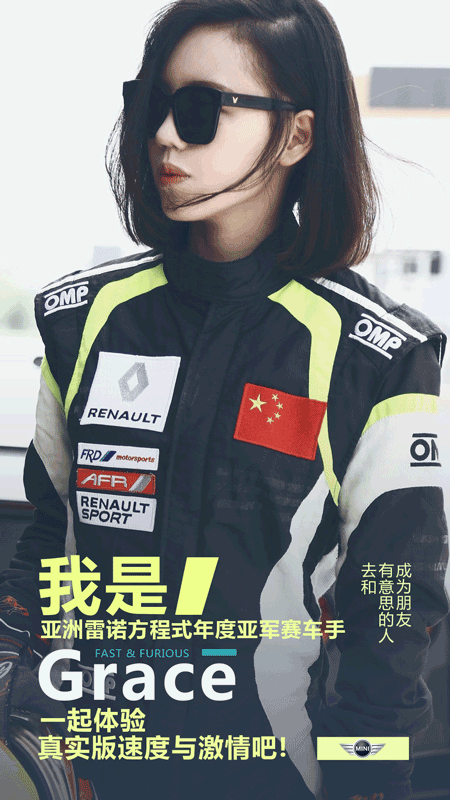 OMP
OMP
RENAULT
FRD motorsports
AFR
RENAULT
SPORT
我是
亚洲雷诺方程式年度亚军赛车手
FAST & FURIOUS
Grace
一起体验
真实版速度与激情吧!
去和
有意思的人
成为朋友
MINI